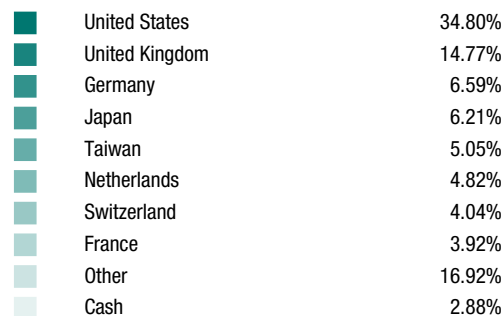 United States 34.80%
United Kingdom 14.77%
Germany 6.59%
Japan 6.21%
Taiwan 5.05%
Netherlands 4.82%
Switzerland 4.04%
France 3.92%
Other 16.92%
Cash 2.88%